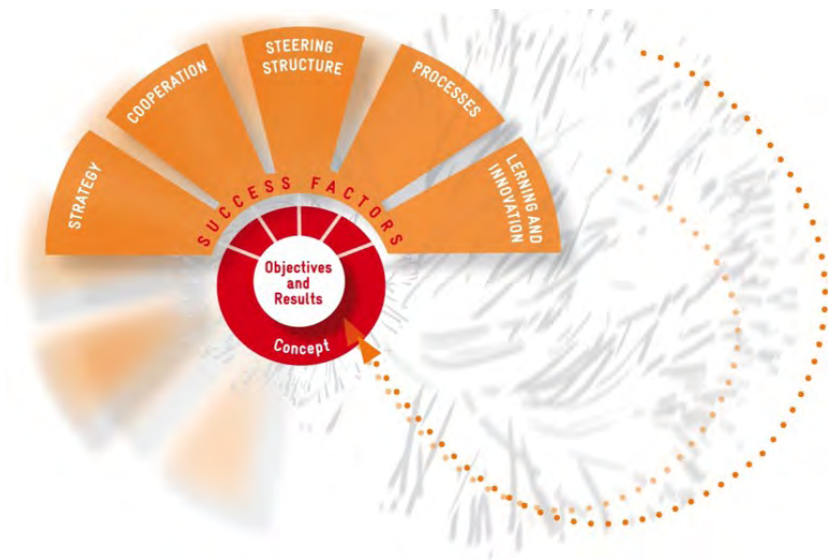 STRATEGY
COOPERATION
STEERING
STRUCTURE
PROCESSES
LERNING AND
INNOVATION
SUCCESS FACTORS
Objectives
and
Results
Concept